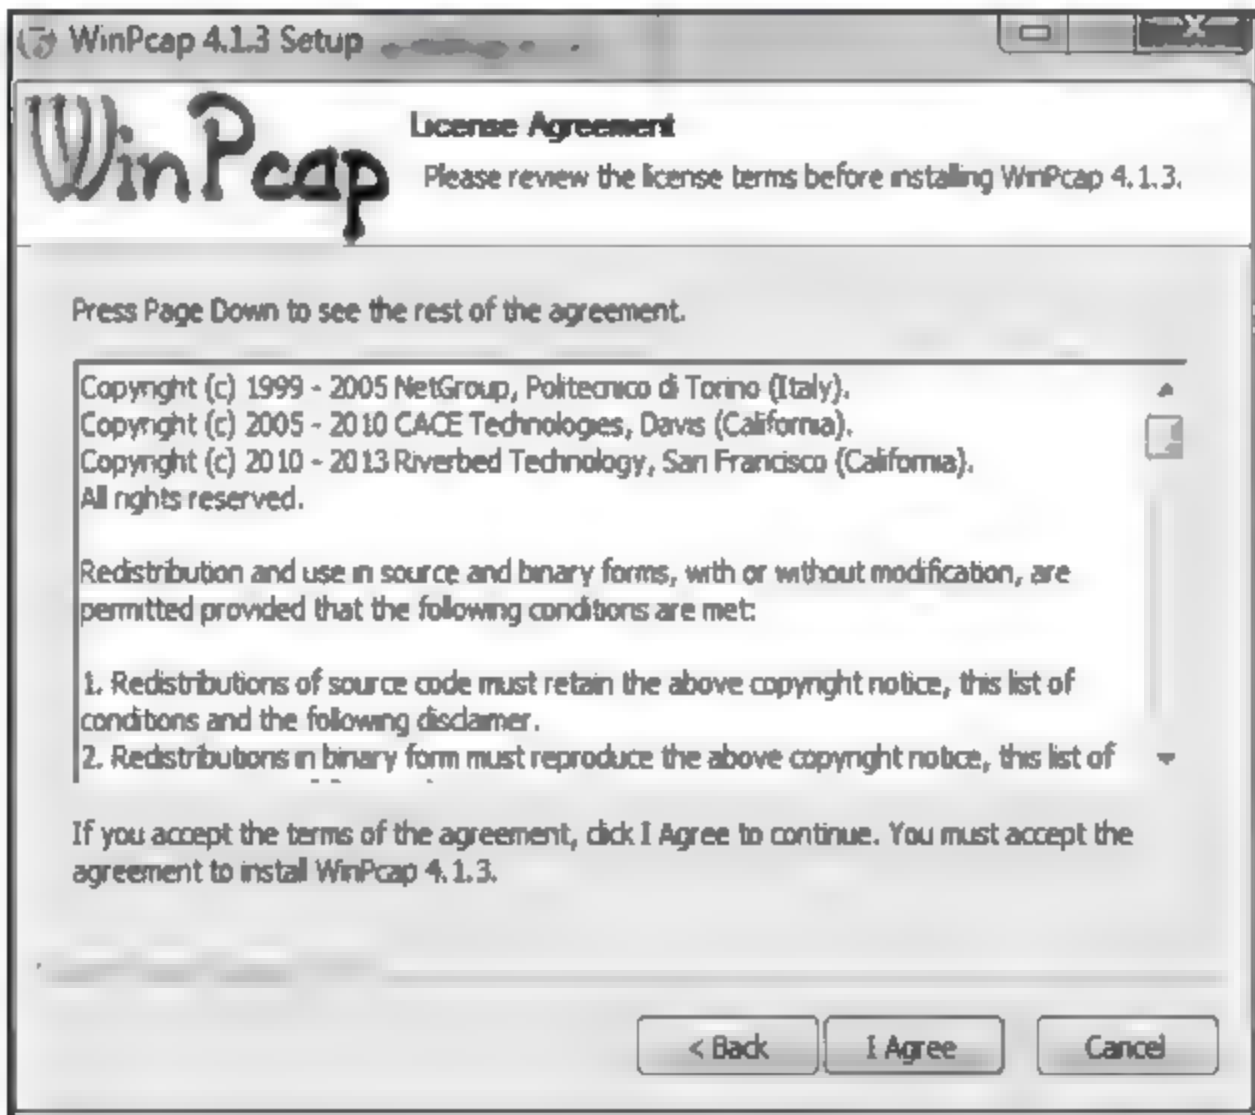 WinPcap 4.1.3 Setup
WinPcap
License Agreement
Please review the license terms before installing WinPcap 4.1.3.
Press Page Down to see the rest of the agreement.
Copyright (c) 1999 - 2005 NetGroup, Politecnico di Torino (Italy).
Copyright (c) 2005 - 2010 CACE Technologies, Davis (California).
Copyright (c) 2010 - 2013 Riverbed Technology, San Francisco (California).
All rights reserved.
Redistribution and use in source and binary forms, with or without modification, are
permitted provided that the following conditions are met:
1. Redistributions of source code must retain the above copyright notice, this list of
conditions and the following disclaimer.
2. Redistributions in binary form must reproduce the above copyright notice, this list of
If you accept the terms of the agreement, click I Agree to continue. You must accept the
agreement to install WinPcap 4.1.3.
< Back
I Agree
Cancel